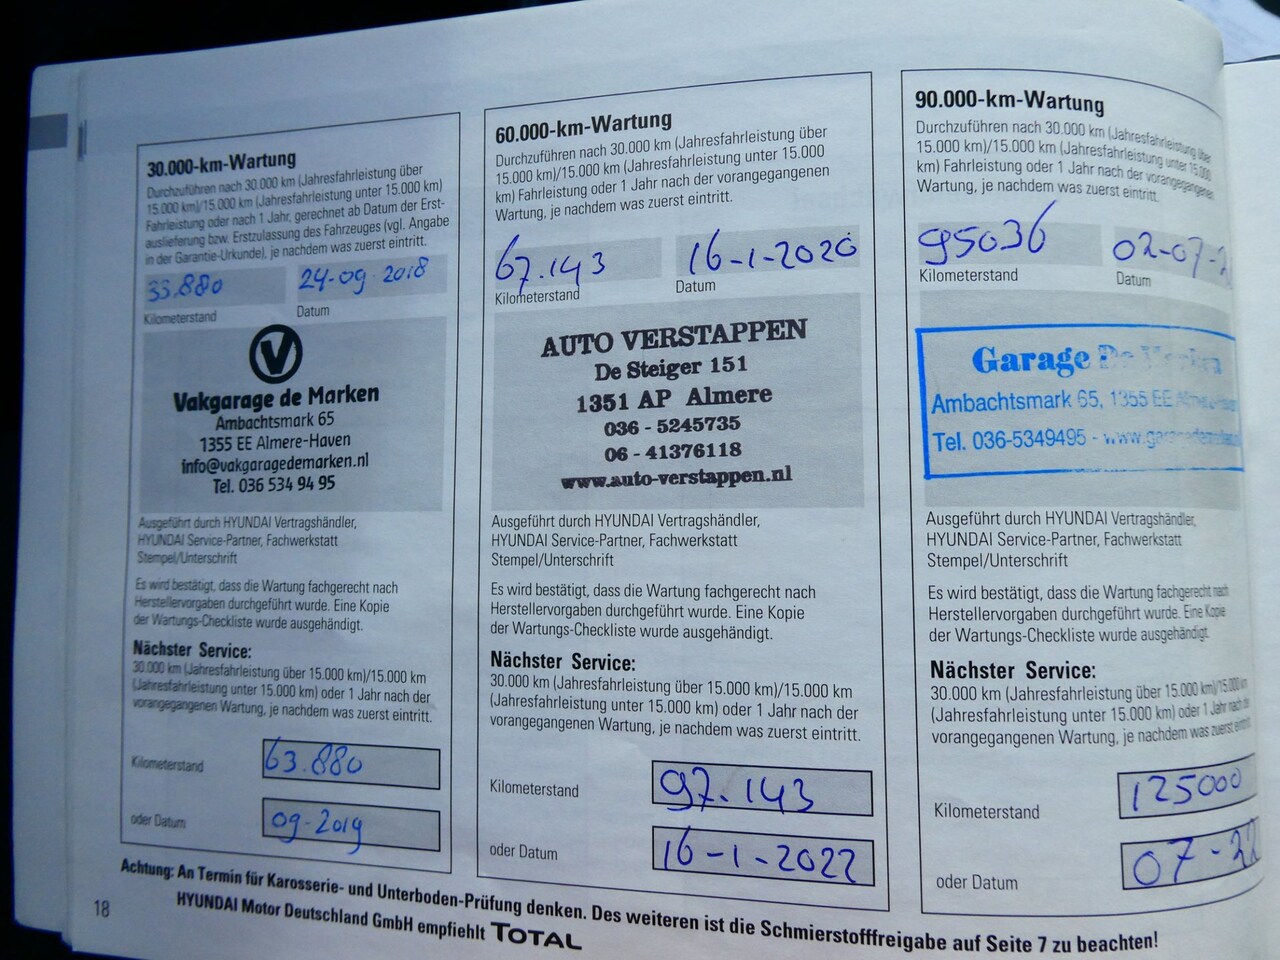 30.000-km-Wartung
Durchzuführen nach 30.000 km (Jahresfahrleistung über
15.000 km)/15.000 km (Jahresfahrleistung unter 15.000 km)
Fahrleistung oder nach 1 Jahr, gerechnet ab Datum der Erst-
auslieferung bzw. Erstzulassung des Fahrzeuges (vgl. Angabe
in der Garantie-Urkunde), je nachdem was zuerst eintritt.
33.880 24-09-2018
Kilometerstand Datum
V
Vakgarage de Marken
Ambachtsmark 65
1355 EE Almere-Haven
info@vakgaragedemarken.nl
Tel. 036 534 94 95
Ausgeführt durch HYUNDAI Vertragshändler,
HYUNDAI Service-Partner, Fachwerkstatt
Stempel/Unterschrift
Es wird bestätigt, dass die Wartung fachgerecht nach
Herstellervorgaben durchgeführt wurde. Eine Kopie
der Wartungs-Checkliste wurde ausgehändigt.
Nächster Service:
30.000 km (Jahresfahrleistung über 15.000 km)/15.000 km
(Jahresfahrleistung unter 15.000 km) oder 1 Jahr nach der
vorangegangenen Wartung, je nachdem was zuerst eintritt.
Kilometerstand 63.880
oder Datum 09-2019
60.000-km-Wartung
Durchzuführen nach 30.000 km (Jahresfahrleistung über
15.000 km)/15.000 km (Jahresfahrleistung unter 15.000
km) Fahrleistung oder 1 Jahr nach der vorangegangenen
Wartung, je nachdem was zuerst eintritt.
67.143 16-1-2020
Kilometerstand Datum
AUTO VERSTAPPEN
De Steiger 151
1351 AP Almere
036 - 5245735
06 - 41376118
www.auto-verstappen.nl
Ausgeführt durch HYUNDAI Vertragshändler,
HYUNDAI Service-Partner, Fachwerkstatt
Stempel/Unterschrift
Es wird bestätigt, dass die Wartung fachgerecht nach
Herstellervorgaben durchgeführt wurde. Eine Kopie
der Wartungs-Checkliste wurde ausgehändigt.
Nächster Service:
30.000 km (Jahresfahrleistung über 15.000 km)/15.000 km
(Jahresfahrleistung unter 15.000 km) oder 1 Jahr nach der
vorangegangenen Wartung, je nachdem was zuerst eintritt.
Kilometerstand 97.143
oder Datum 16-1-2022
90.000-km-Wartung
Durchzuführen nach 30.000 km (Jahresfahrleistung über
15.000 km)/15.000 km (Jahresfahrleistung unter 15.000
km) Fahrleistung oder 1 Jahr nach der vorangegangenen
Wartung, je nachdem was zuerst eintritt.
95036 02-07-2
Kilometerstand Datum
Garage De
Ambachtsmark 65, 1355 EE
Tel. 036-5349495 -
Ausgeführt durch HYUNDAI Vertragshändler,
HYUNDAI Service-Partner, Fachwerkstatt
Stempel/Unterschrift
Es wird bestätigt, dass die Wartung fachgerecht nach
Herstellervorgaben durchgeführt wurde. Eine Kopie
der Wartungs-Checkliste wurde ausgehändigt.
Nächster Service:
30.000 km (Jahresfahrleistung über 15.000 km)/15.000 km
(Jahresfahrleistung unter 15.000 km) oder 1 Jahr nach der
vorangegangenen Wartung, je nachdem was zuerst eintritt.
Kilometerstand 125000
oder Datum 07-22
Achtung: An Termin für Karosserie- und Unterboden-Prüfung denken. Des weiteren ist die Schmierstofffreigabe auf Seite 7 zu beachten!
18 HYUNDAI Motor Deutschland GmbH empfiehlt TOTAL